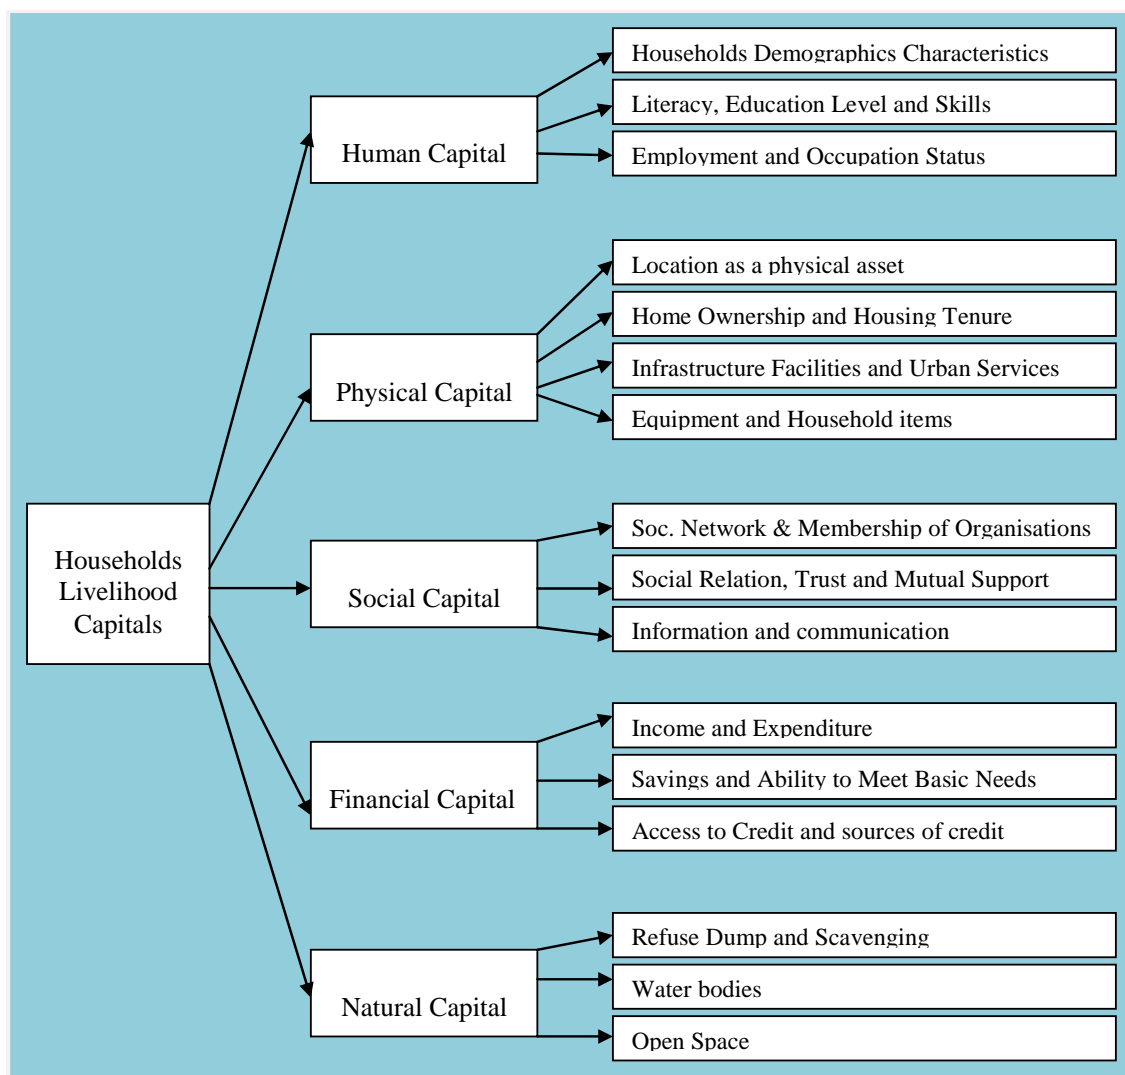 Households Demographics Characteristics
Literacy, Education Level and Skills
Human Capital
Employment and Occupation Status
Location as a physical asset
Home Ownership and Housing Tenure
Infrastructure Facilities and Urban Services
Physical Capital
Equipment and Household items
Households
Livelihood
Capitals
Soc. Network & Membership of Organisations
Social Relation, Trust and Mutual Support
Social Capital
Information and communication
Income and Expenditure
Savings and Ability to Meet Basic Needs
Financial Capital
Access to Credit and sources of credit
Refuse Dump and Scavenging
Water bodies
Natural Capital
Open Space